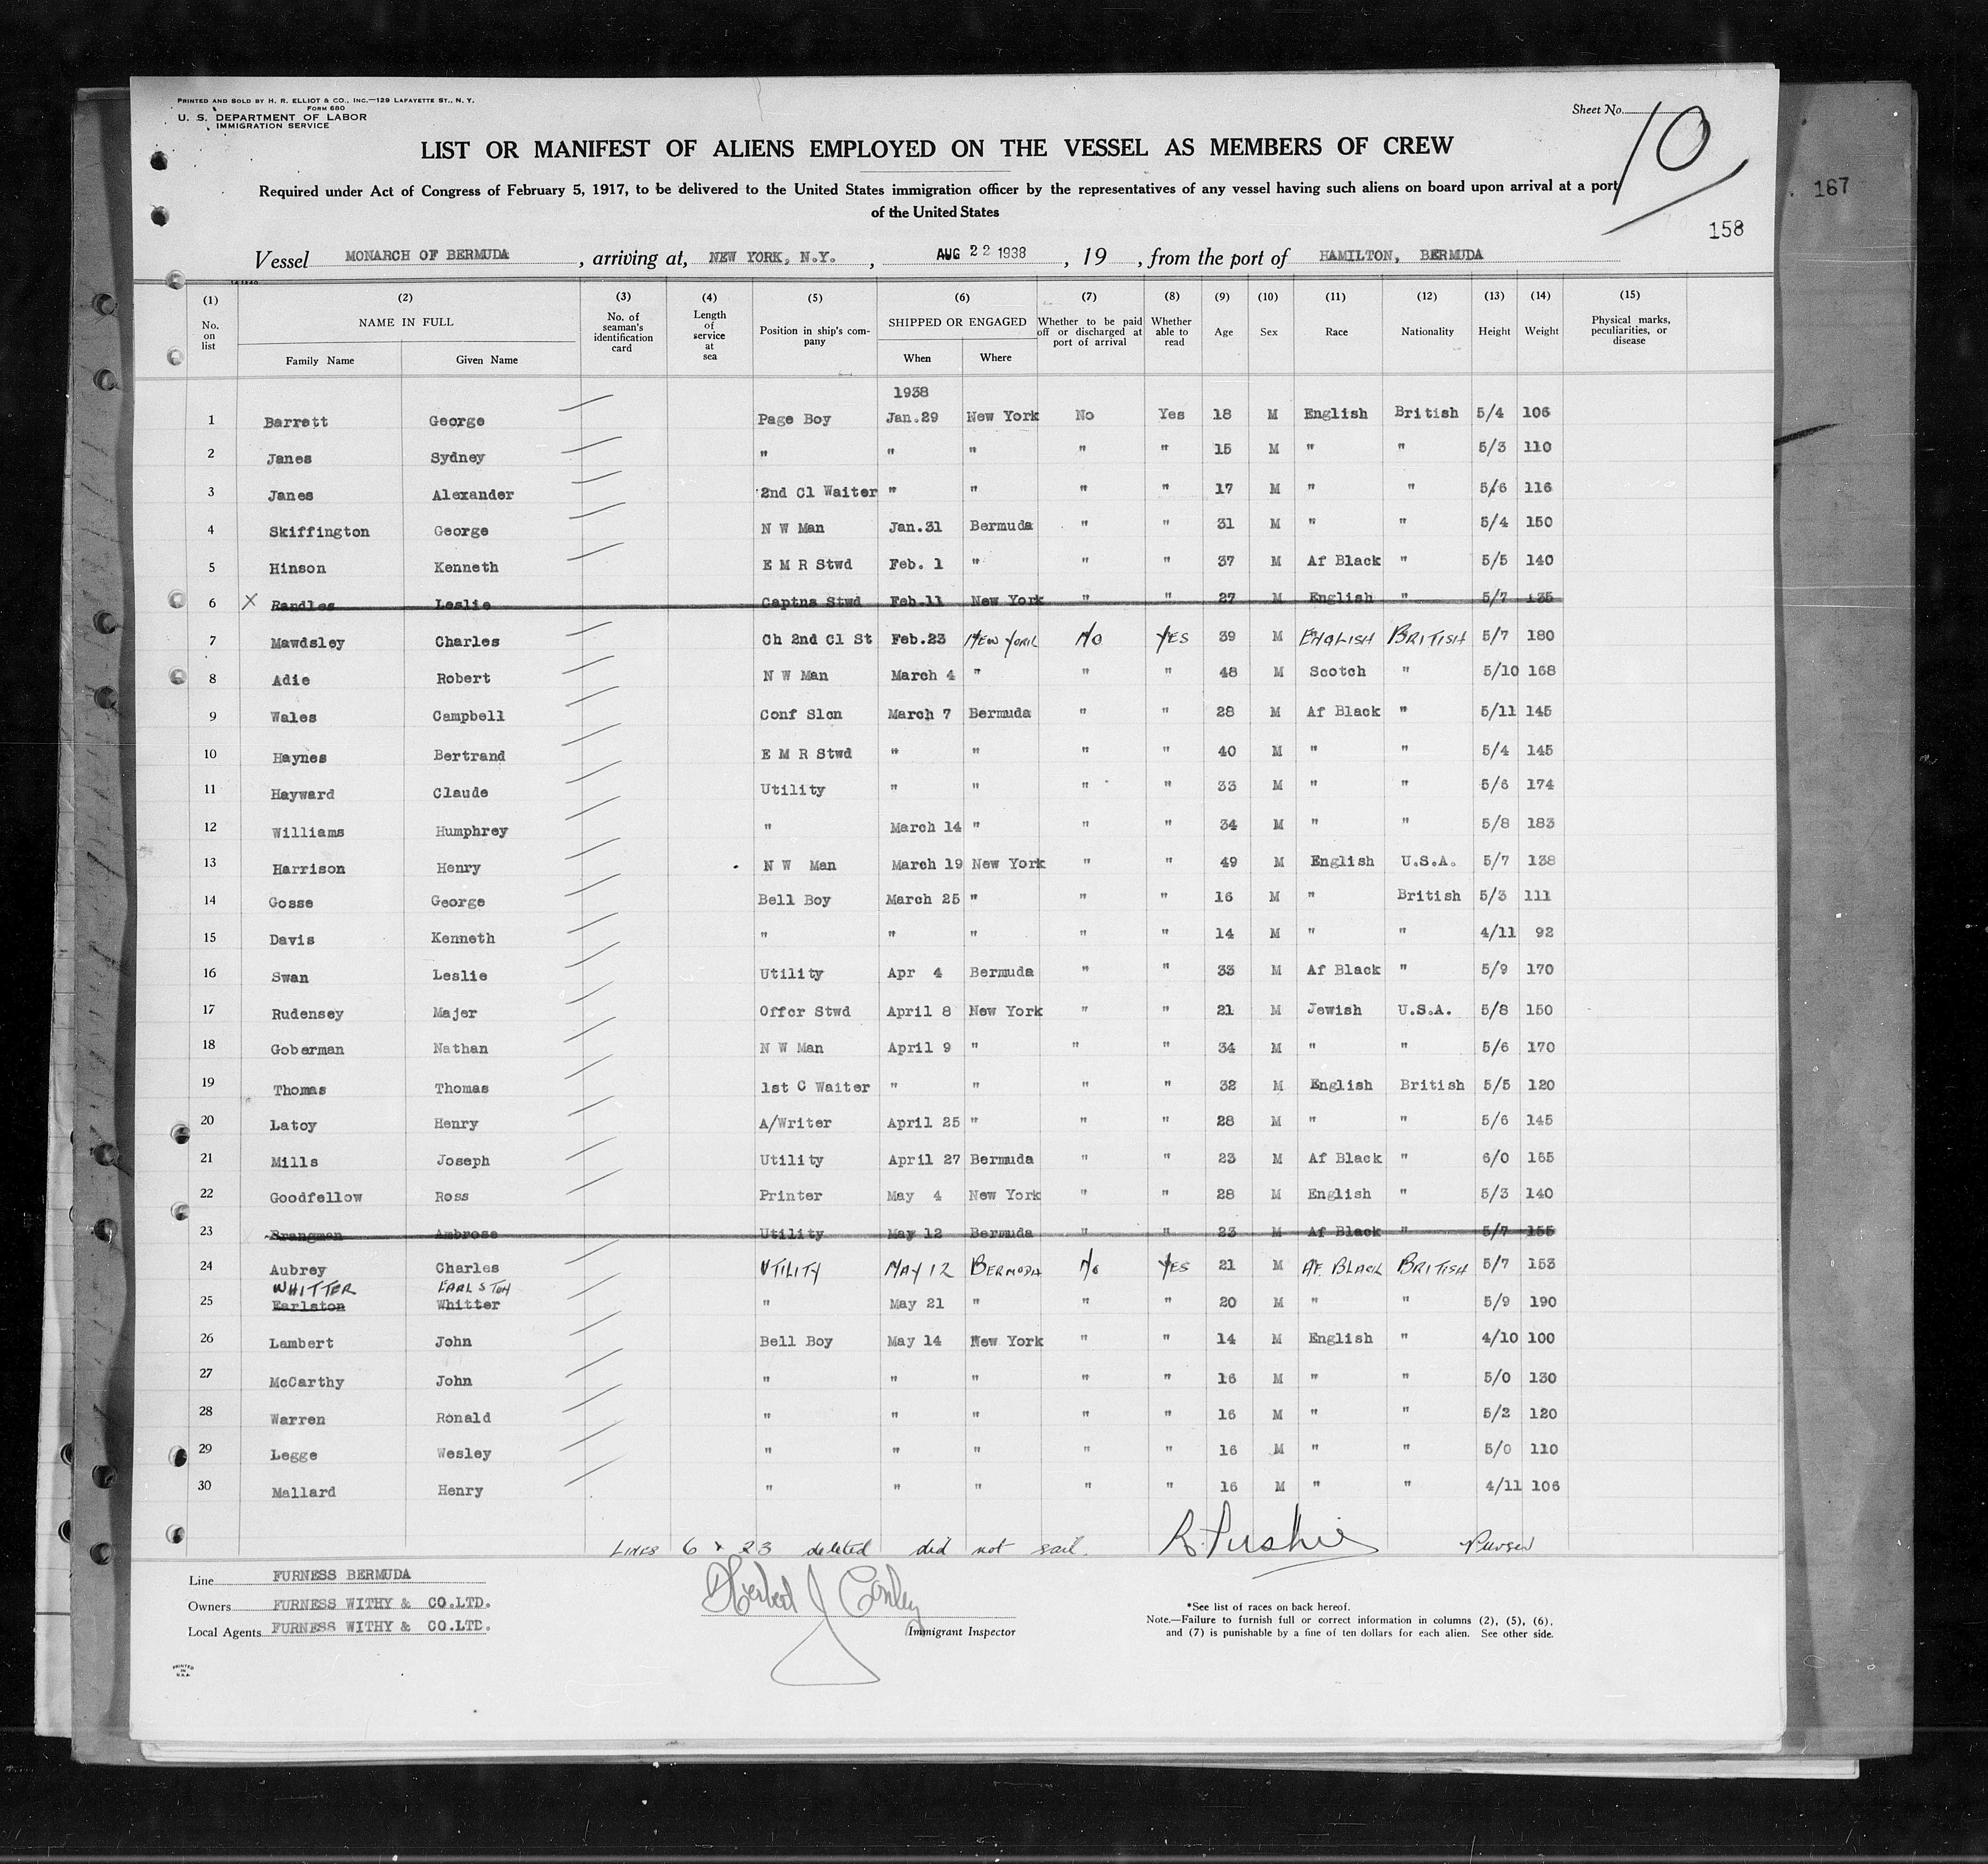 PRINTED AND SOLD BY H. R. ELLIOT & CO., INC.—129 LAFAYETTE ST., N. Y.
FORM 680
U. S. DEPARTMENT OF LABOR
IMMIGRATION SERVICE
Sheet No. 10
LIST OR MANIFEST OF ALIENS EMPLOYED ON THE VESSEL AS MEMBERS OF CREW
Required under Act of Congress of February 5, 1917, to be delivered to the United States immigration officer by the representatives of any vessel having such aliens on board upon arrival at a port
of the United States
167
158
Vessel MONARCH OF BERMUDA, arriving at, NEW YORK, N.Y., AUG 22 1938, 19, from the port of HAMILTON, BERMUDA
(1) No. on list (2) NAME IN FULL Family Name Given Name (3) No. of seaman's identification card (4) Length of service at sea (5) Position in ship's company (6) SHIPPED OR ENGAGED When Where (7) Whether to be paid off or discharged at port of arrival (8) Whether able to read (9) Age (10) Sex (11) Race (12) Nationality (13) Height (14) Weight (15) Physical marks, peculiarities, or disease
1938
1 Barrett George Page Boy Jan.29 New York No Yes 18 M English British 5/4 106
2 Janes Sydney " " " " " 15 M " " 5/3 110
3 Janes Alexander 2nd Cl Waiter " " " " 17 M " " 5/6 116
4 Skiffington George N W Man Jan.31 Bermuda " " 31 M " " 5/4 150
5 Hinson Kenneth E M R Stwd Feb. 1 " " " 37 M Af Black " 5/5 140
6 X Randles Leslie Captns Stwd Feb.11 New York " " 27 M English " 5/7 135
7 Mawdsley Charles Ch 2nd Cl St Feb.23 NEW YORK NO YES 39 M ENGLISH BRITISH 5/7 180
8 Adie Robert N W Man March 4 " " " 48 M Scotch " 5/10 168
9 Wales Campbell Conf Slcn March 7 Bermuda " " 28 M Af Black " 5/11 145
10 Haynes Bertrand E M R Stwd " " " " 40 M " " 5/4 145
11 Hayward Claude Utility " " " " 33 M " " 5/6 174
12 Williams Humphrey " March 14 " " " 34 M " " 5/8 183
13 Harrison Henry N W Man March 19 New York " " 49 M English U.S.A. 5/7 138
14 Gosse George Bell Boy March 25 " " " 16 M " British 5/3 111
15 Davis Kenneth " " " " " 14 M " " 4/11 92
16 Swan Leslie Utility Apr 4 Bermuda " " 33 M Af Black " 5/9 170
17 Rudensey Majer Offcr Stwd April 8 New York " " 21 M Jewish U.S.A. 5/8 150
18 Goberman Nathan N W Man April 9 " " " 34 M " " 5/6 170
19 Thomas Thomas 1st C Waiter " " " " 32 M English British 5/5 120
20 Latoy Henry A/Writer April 25 " " " 28 M " " 5/6 145
21 Mills Joseph Utility April 27 Bermuda " " 23 M Af Black " 6/0 155
22 Goodfellow Ross Printer May 4 New York " " 28 M English " 5/3 140
23 Brangman Ambrose Utility May 12 Bermuda " " 23 M Af Black " 5/7 155
24 Aubrey Charles UTILITY MAY 12 BERMUDA No YES 21 M AF BLACK BRITISH 5/7 153
WHITTER EARLSTON
25 Earlston Whitter " May 21 " " " 20 M " " 5/9 190
26 Lambert John Bell Boy May 14 New York " " 14 M English " 4/10 100
27 McCarthy John " " " " " 16 M " " 5/0 130
28 Warren Ronald " " " " " 16 M " " 5/2 120
29 Legge Wesley " " " " " 16 M " " 5/0 110
30 Mallard Henry " " " " " 16 M " " 4/11 106
LINES 6 & 23 deleted did not sail. Purser
Line FURNESS BERMUDA
Owners FURNESS WITHY & CO.LTD.
Local Agents FURNESS WITHY & CO.LTD.
Herbert J Conley
Immigrant Inspector
*See list of races on back hereof.
Note.—Failure to furnish full or correct information in columns (2), (5), (6),
and (7) is punishable by a fine of ten dollars for each alien. See other side.
PRINTED
IN
U.S.A.